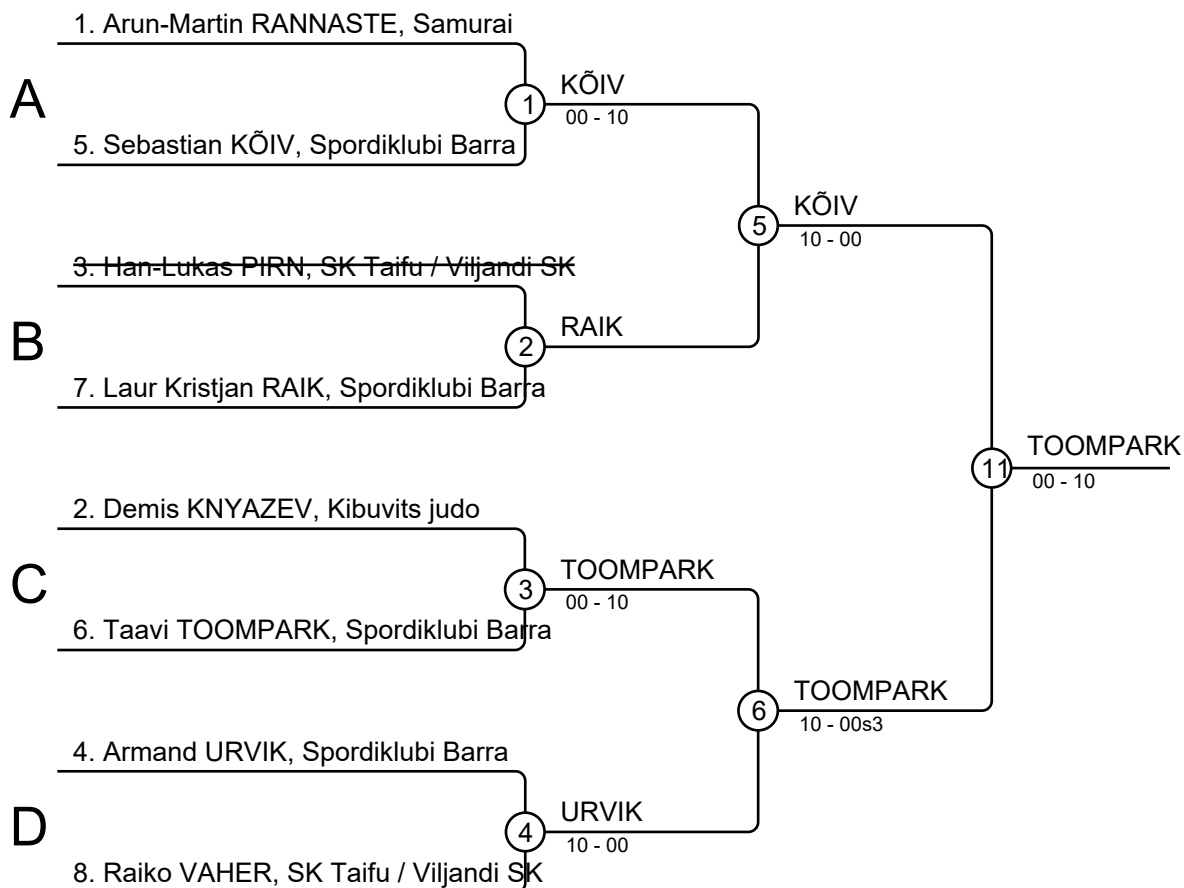 1. Arun-Martin RANNASTE, Samurai
A
1
KÕIV
00 - 10
5. Sebastian KÕIV, Spordiklubi Barra
5
KÕIV
10 - 00
3. Han-Lukas PIRN, SK Taifu / Viljandi SK
B
2
RAIK
7. Laur Kristjan RAIK, Spordiklubi Barra
11
TOOMPARK
00 - 10
2. Demis KNYAZEV, Kibuvits judo
C
3
TOOMPARK
00 - 10
6. Taavi TOOMPARK, Spordiklubi Barra
6
TOOMPARK
10 - 00s3
4. Armand URVIK, Spordiklubi Barra
D
4
URVIK
10 - 00
8. Raiko VAHER, SK Taifu / Viljandi SK